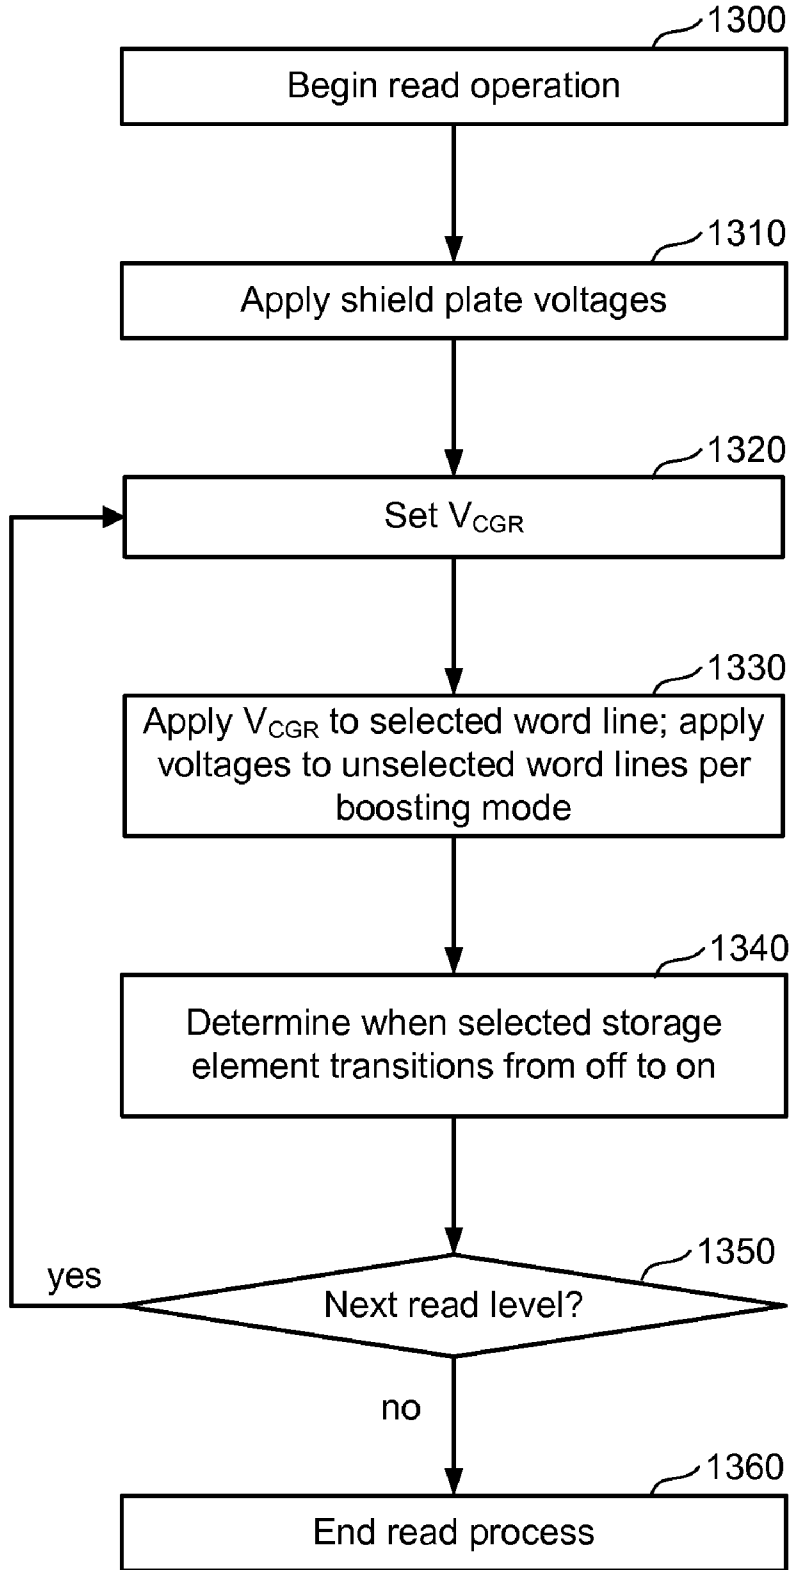 1300
Begin read operation
1310
Apply shield plate voltages
1320
Set VCGR
1330
Apply VCGR to selected word line; apply
voltages to unselected word lines per
boosting mode
1340
Determine when selected storage
element transitions from off to on
1350
yes
Next read level?
no
1360
End read process